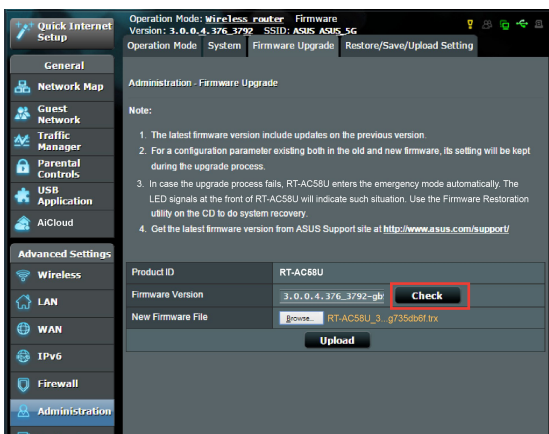 Quick Internet
Setup
Operation Mode: Wireless router Firmware
Version: 3.0.0.4.376_3792 SSID: ASUS ASUS_5G
Operation Mode System Firmware Upgrade Restore/Save/Upload Setting
General
Network Map
Guest
Network
Traffic
Manager
Parental
Controls
USB
Application
AiCloud
Advanced Settings
Wireless
LAN
WAN
IPv6
Firewall
Administration
Administration - Firmware Upgrade
Note:
1. The latest firmware version include updates on the previous version.
2. For a configuration parameter existing both in the old and new firmware, its setting will be kept
during the upgrade process.
3. In case the upgrade process fails, RT-AC58U enters the emergency mode automatically. The
LED signals at the front of RT-AC58U will indicate such situation. Use the Firmware Restoration
utility on the CD to do system recovery.
4. Get the latest firmware version from ASUS Support site at http://www.asus.com/support/
Product ID RT-AC58U
Firmware Version 3.0.0.4.376_3792-gb Check
New Firmware File Browse... RT-AC58U_3...g735db6f.trx
Upload